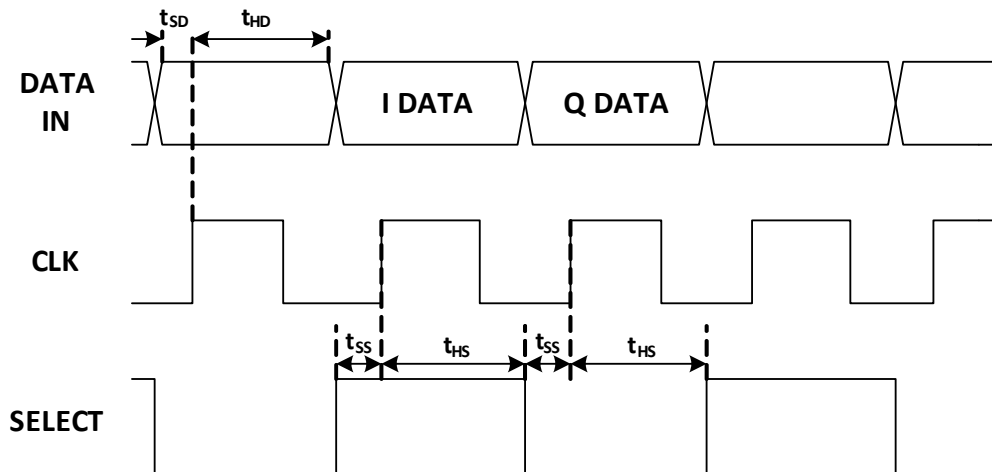 tSD tHD
DATA IN
I DATA Q DATA
CLK
tSS tHS tSS tHS
SELECT